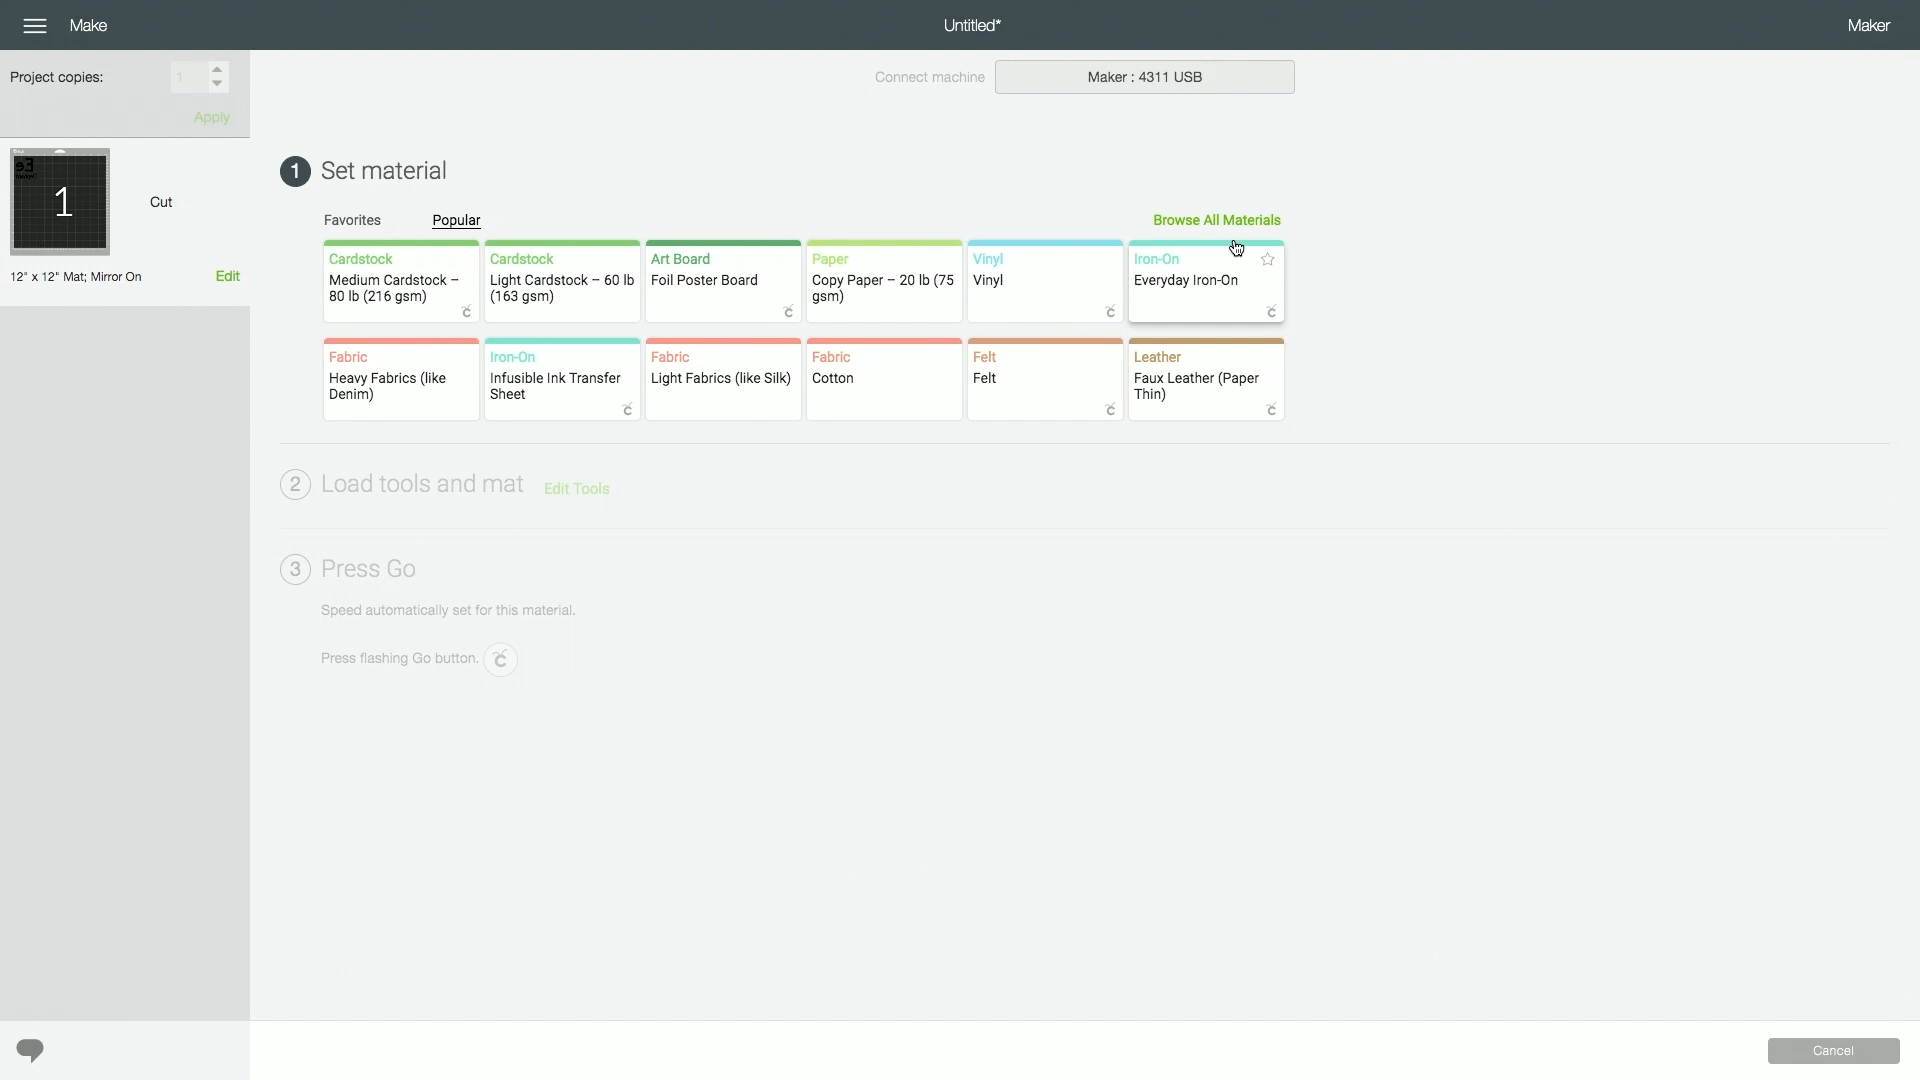 Make
Untitled*
Maker
Project copies:
1
Apply
Connect machine
Maker : 4311 USB
1
Cut
12" x 12" Mat; Mirror On
Edit
1 Set material
Favorites
Popular
Browse All Materials
Cardstock
Medium Cardstock – 80 lb (216 gsm)
Cardstock
Light Cardstock – 60 lb (163 gsm)
Art Board
Foil Poster Board
Paper
Copy Paper – 20 lb (75 gsm)
Vinyl
Vinyl
Iron-On
Everyday Iron-On
Fabric
Heavy Fabrics (like Denim)
Iron-On
Infusible Ink Transfer Sheet
Fabric
Light Fabrics (like Silk)
Fabric
Cotton
Felt
Felt
Leather
Faux Leather (Paper Thin)
2 Load tools and mat
Edit Tools
3 Press Go
Speed automatically set for this material.
Press flashing Go button.
Cancel